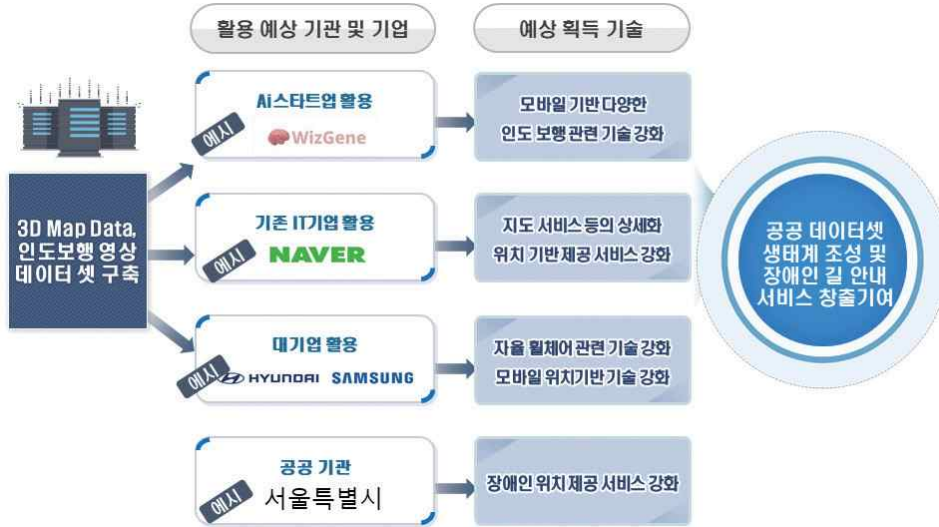 활용 예상 기관 및 기업
예상 획득 기술
3D Map Data,
인도보행 영상
데이터 셋 구축
Ai스타트업 활용
예시
WizGene
모바일 기반 다양한
인도 보행 관련 기술 강화
기존 IT기업 활용
예시
NAVER
지도 서비스 등의 상세화
위치 기반 제공 서비스 강화
대기업 활용
예시
HYUNDAI SAMSUNG
자율 휠체어 관련 기술 강화
모바일 위치기반 기술 강화
공공 기관
예시
서울특별시
장애인 위치 제공 서비스 강화
공공 데이터셋
생태계 조성 및
장애인 길 안내
서비스 창출기여